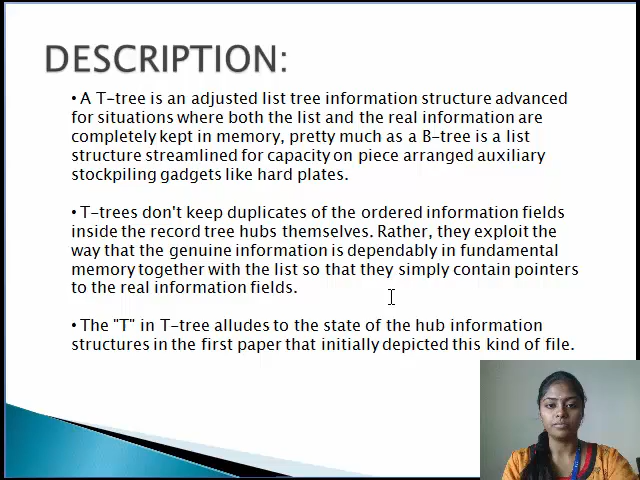 DESCRIPTION:
• A T-tree is an adjusted list tree information structure advanced
for situations where both the list and the real information are
completely kept in memory, pretty much as a B-tree is a list
structure streamlined for capacity on piece arranged auxiliary
stockpiling gadgets like hard plates.
• T-trees don't keep duplicates of the ordered information fields
inside the record tree hubs themselves. Rather, they exploit the
way that the genuine information is dependably in fundamental
memory together with the list so that they simply contain pointers
to the real information fields.
• The "T" in T-tree alludes to the state of the hub information
structures in the first paper that initially depicted this kind of file.